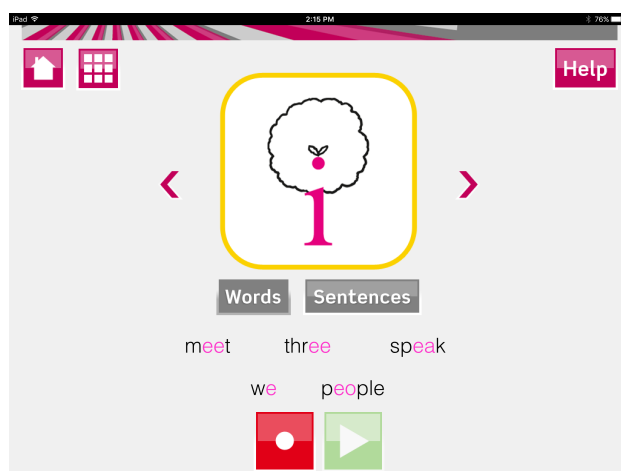 iPad 2:15 PM 76%
Help
i
Words Sentences
meet three speak
we people